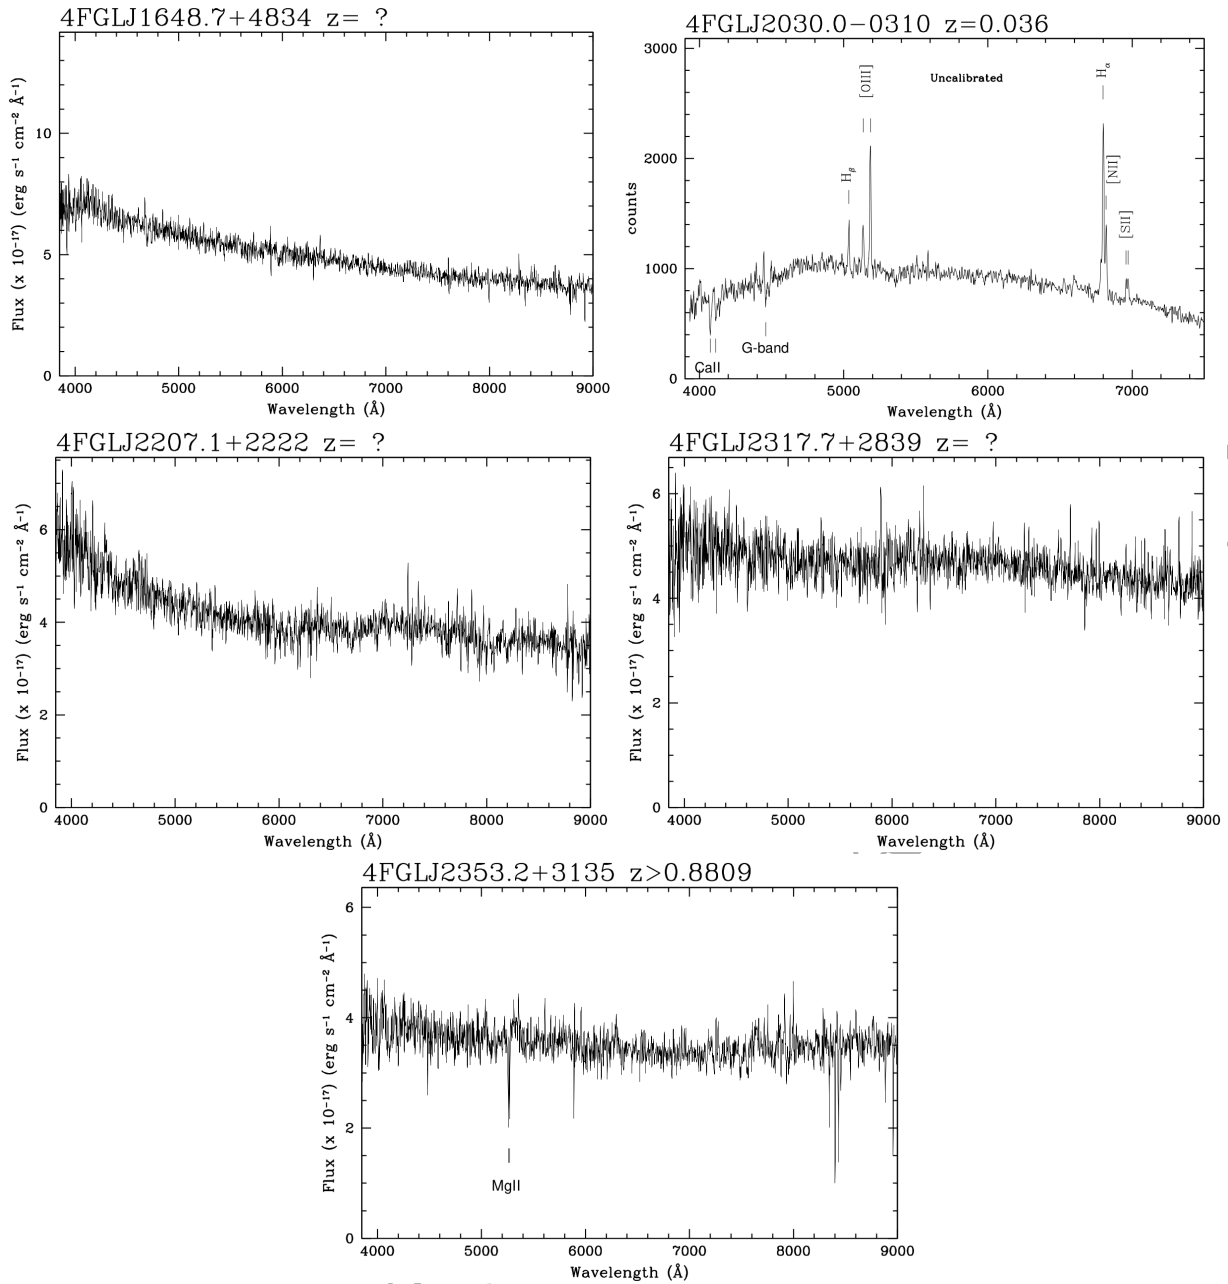 4FGLJ1648.7+4834 z= ?
Flux (x 10⁻¹⁷) (erg s⁻¹ cm⁻² Å⁻¹)
10
5
0
4000 5000 6000 7000 8000 9000
Wavelength (Å)
4FGLJ2030.0−0310 z=0.036
counts
3000
2000
1000
0
Uncalibrated
CaII
G-band
Hβ
[OIII]
Hα
[NII]
[SII]
4000 5000 6000 7000
Wavelength (Å)
4FGLJ2207.1+2222 z= ?
Flux (x 10⁻¹⁷) (erg s⁻¹ cm⁻² Å⁻¹)
6
4
2
0
4000 5000 6000 7000 8000 9000
Wavelength (Å)
4FGLJ2317.7+2839 z= ?
Flux (x 10⁻¹⁷) (erg s⁻¹ cm⁻² Å⁻¹)
6
4
2
0
4000 5000 6000 7000 8000 9000
Wavelength (Å)
4FGLJ2353.2+3135 z>0.8809
Flux (x 10⁻¹⁷) (erg s⁻¹ cm⁻² Å⁻¹)
6
4
2
0
MgII
4000 5000 6000 7000 8000 9000
Wavelength (Å)